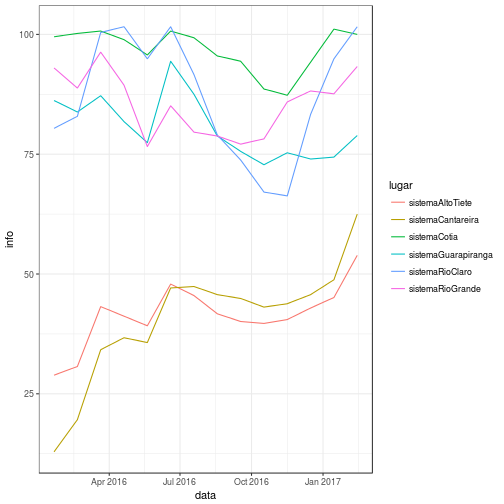 100
75
50
25
info
Apr 2016
Jul 2016
Oct 2016
Jan 2017
data
lugar
sistemaAltoTiete
sistemaCantareira
sistemaCotia
sistemaGuarapiranga
sistemaRioClaro
sistemaRioGrande